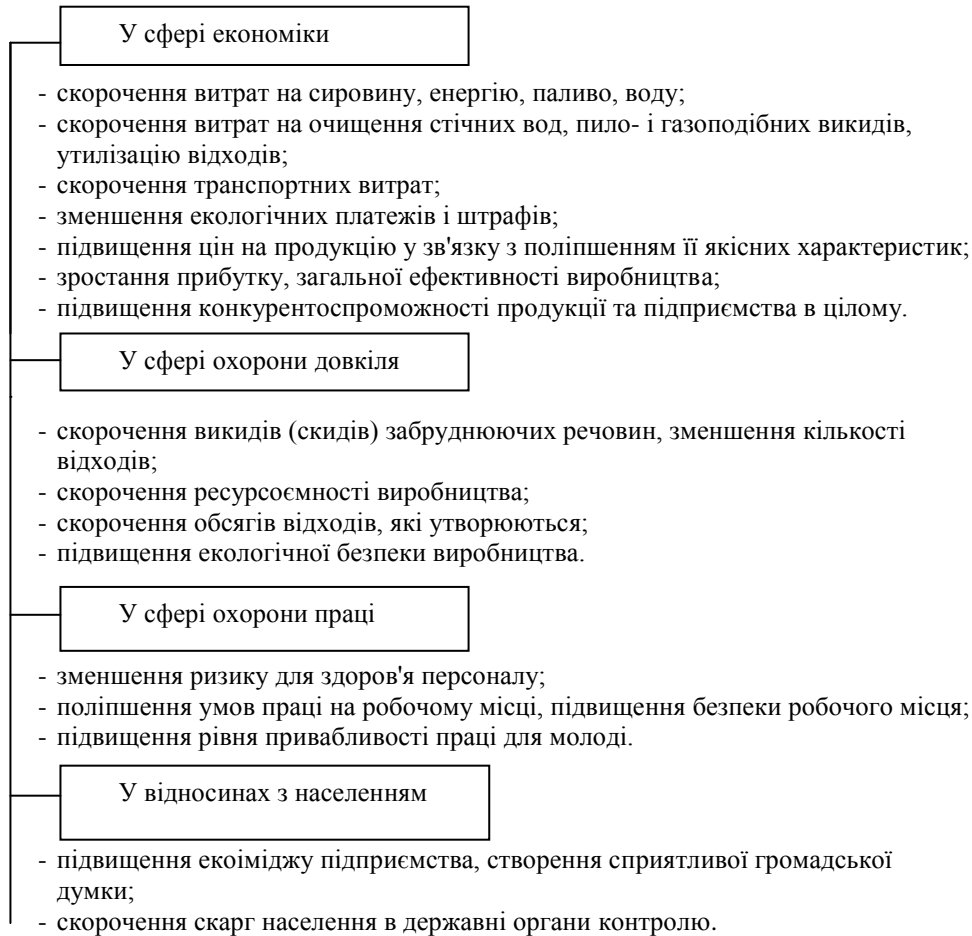 У сфері економіки
- скорочення витрат на сировину, енергію, паливо, воду;
- скорочення витрат на очищення стічних вод, пило- і газоподібних викидів,
утилізацію відходів;
- скорочення транспортних витрат;
- зменшення екологічних платежів і штрафів;
- підвищення цін на продукцію у зв'язку з поліпшенням її якісних характеристик;
- зростання прибутку, загальної ефективності виробництва;
- підвищення конкурентоспроможності продукції та підприємства в цілому.
У сфері охорони довкіля
- скорочення викидів (скидів) забруднюючих речовин, зменшення кількості
відходів;
- скорочення ресурсоємності виробництва;
- скорочення обсягів відходів, які утворюються;
- підвищення екологічної безпеки виробництва.
У сфері охорони праці
- зменшення ризику для здоров'я персоналу;
- поліпшення умов праці на робочому місці, підвищення безпеки робочого місця;
- підвищення рівня привабливості праці для молоді.
У відносинах з населенням
- підвищення екоіміджу підприємства, створення сприятливої громадської
думки;
- скорочення скарг населення в державні органи контролю.